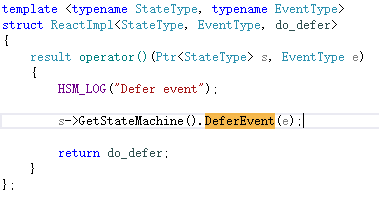 template <typename StateType, typename EventType>
struct ReactImpl<StateType, EventType, do_defer>
{
    result operator()(Ptr<StateType> s, EventType e)
    {
        HSM_LOG("Defer event");
        s->GetStateMachine().DeferEvent(e);
        return do_defer;
    }
};